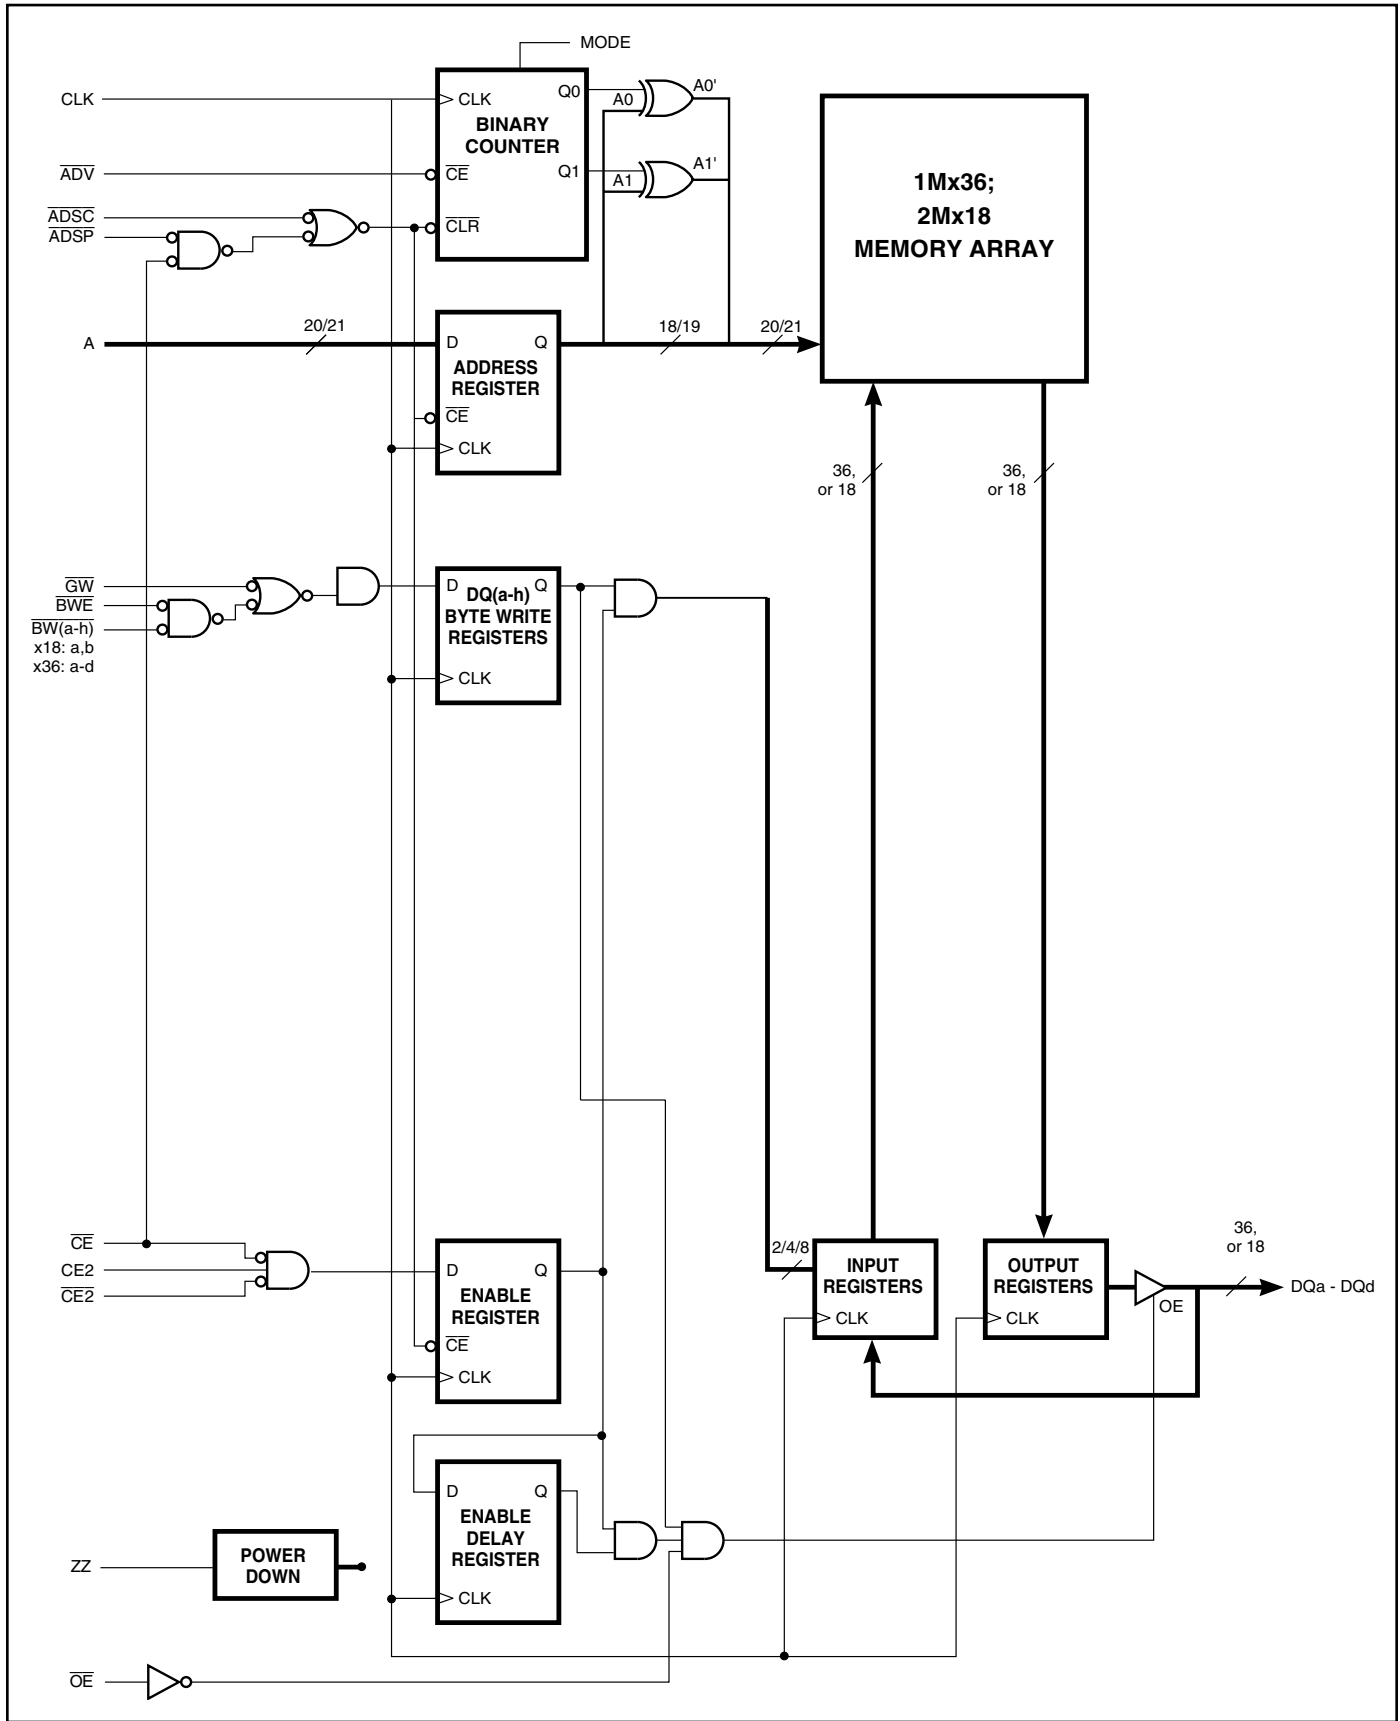 MODE
CLK
CLK
Q0
A0
A0'
BINARY
COUNTER
ADV
CE
Q1
A1
A1'
ADSC
ADSP
CLR
1Mx36;
2Mx18
MEMORY ARRAY
A
20/21
D
Q
18/19
20/21
ADDRESS
REGISTER
CE
CLK
36,
or 18
36,
or 18
GW
BWE
BW(a-h)
x18: a,b
x36: a-d
D
Q
DQ(a-h)
BYTE WRITE
REGISTERS
CLK
CE
CE2
CE2
D
Q
ENABLE
REGISTER
CE
CLK
2/4/8
INPUT
REGISTERS
CLK
OUTPUT
REGISTERS
CLK
OE
36,
or 18
DQa - DQd
D
Q
ENABLE
DELAY
REGISTER
CLK
ZZ
POWER
DOWN
OE